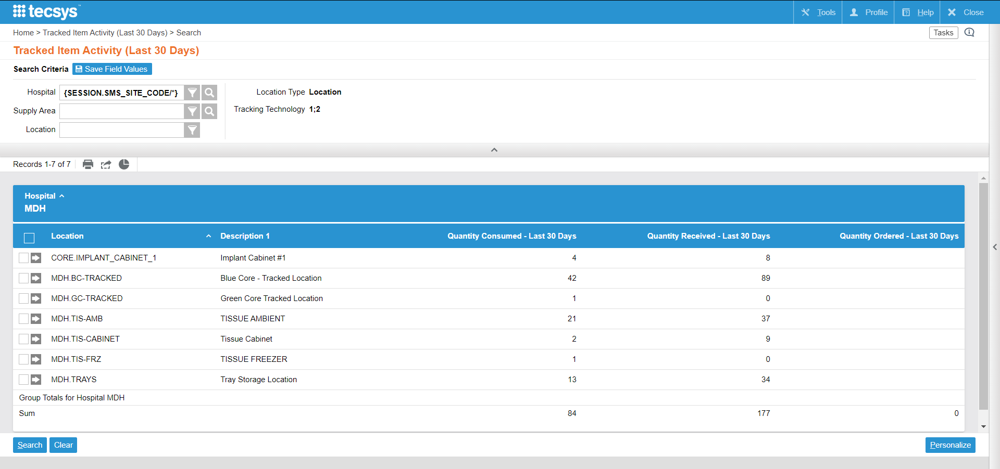 tecsys™
Tools Profile Help Close
Home > Tracked Item Activity (Last 30 Days) > Search
Tasks
Tracked Item Activity (Last 30 Days)
Search Criteria Save Field Values
Hospital {SESSION.SMS_SITE_CODE/*}
Location Type Location
Supply Area
Tracking Technology 1;2
Location
Records 1-7 of 7
Hospital
MDH
Location Description 1 Quantity Consumed - Last 30 Days Quantity Received - Last 30 Days Quantity Ordered - Last 30 Days
CORE.IMPLANT_CABINET_1 Implant Cabinet #1 4 8
MDH.BC-TRACKED Blue Core - Tracked Location 42 89
MDH.GC-TRACKED Green Core Tracked Location 1 0
MDH.TIS-AMB TISSUE AMBIENT 21 37
MDH.TIS-CABINET Tissue Cabinet 2 9
MDH.TIS-FRZ TISSUE FREEZER 1 0
MDH.TRAYS Tray Storage Location 13 34
Group Totals for Hospital MDH
Sum 84 177 0
Search Clear Personalize